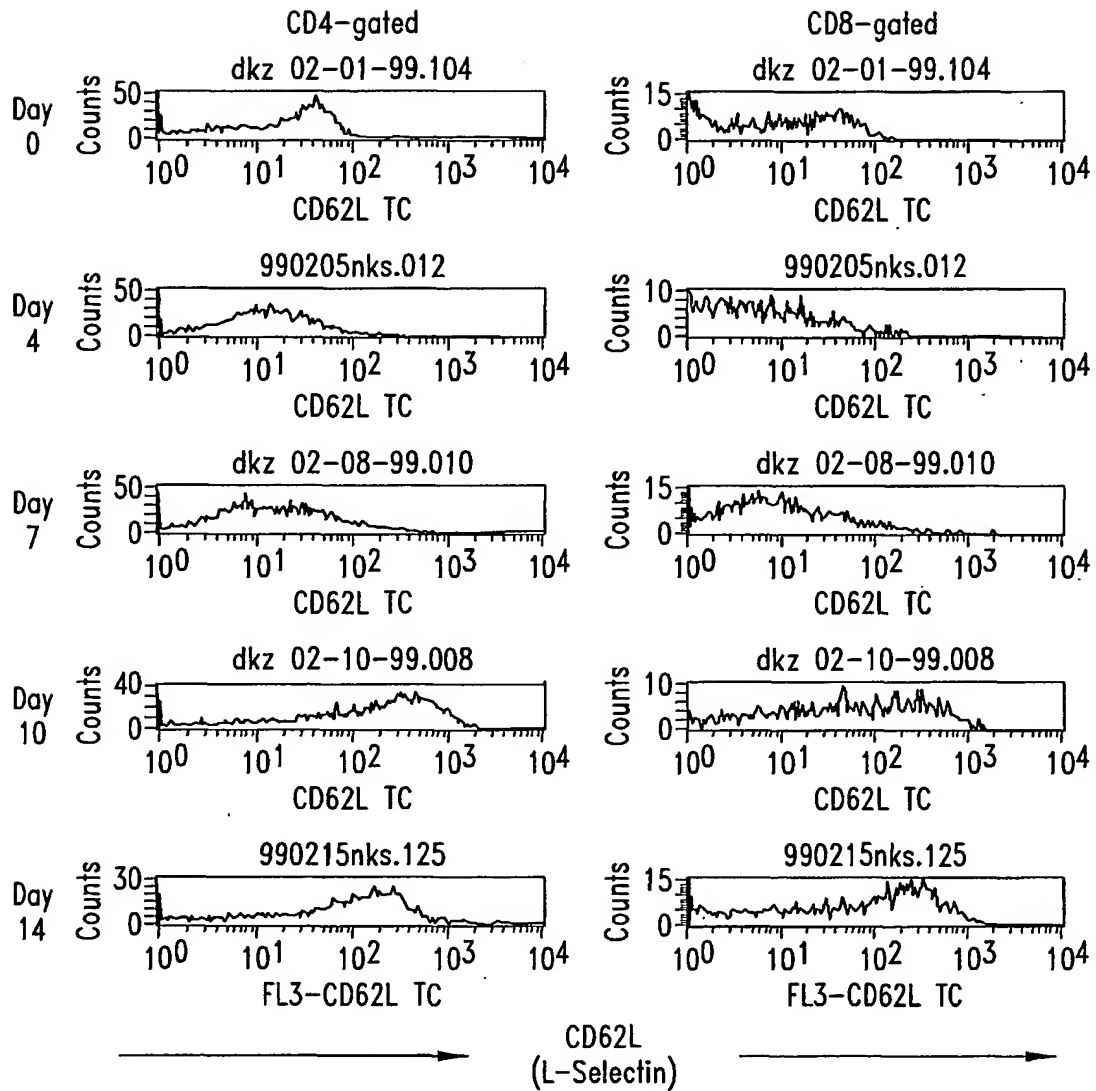 CD4-gated CD8-gated
dkz 02-01-99.104 dkz 02-01-99.104
Day 0 Counts 50 0 Counts 15 0
10^0 10^1 10^2 10^3 10^4 10^0 10^1 10^2 10^3 10^4
CD62L TC CD62L TC
990205nks.012 990205nks.012
Day 4 Counts 50 0 Counts 10 0
10^0 10^1 10^2 10^3 10^4 10^0 10^1 10^2 10^3 10^4
CD62L TC CD62L TC
dkz 02-08-99.010 dkz 02-08-99.010
Day 7 Counts 50 0 Counts 15 0
10^0 10^1 10^2 10^3 10^4 10^0 10^1 10^2 10^3 10^4
CD62L TC CD62L TC
dkz 02-10-99.008 dkz 02-10-99.008
Day 10 Counts 40 0 Counts 10 0
10^0 10^1 10^2 10^3 10^4 10^0 10^1 10^2 10^3 10^4
CD62L TC CD62L TC
990215nks.125 990215nks.125
Day 14 Counts 30 0 Counts 15 0
10^0 10^1 10^2 10^3 10^4 10^0 10^1 10^2 10^3 10^4
FL3-CD62L TC FL3-CD62L TC
CD62L
(L-Selectin)